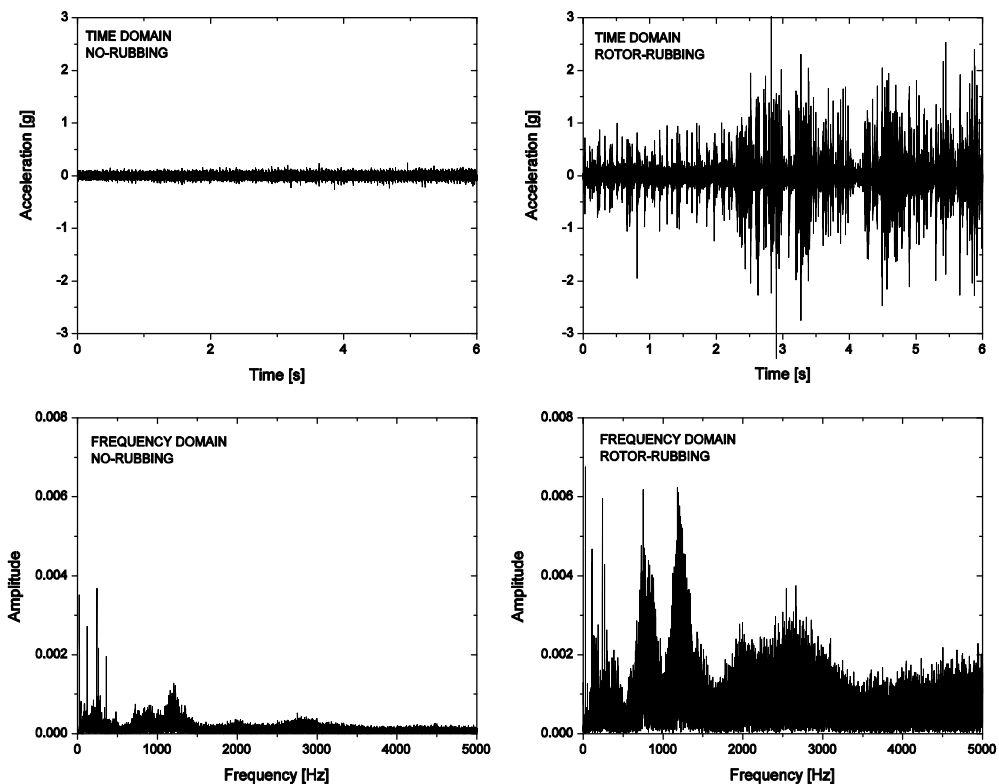 TIME DOMAIN
NO-RUBBING
3
2
1
0
-1
-2
-3
Acceleration [g]
0
2
4
6
Time [s]
TIME DOMAIN
ROTOR-RUBBING
3
2
1
0
-1
-2
-3
Acceleration [g]
0
1
2
3
4
5
6
Time [s]
FREQUENCY DOMAIN
NO-RUBBING
0.008
0.006
0.004
0.002
0.000
Amplitude
0
1000
2000
3000
4000
5000
Frequency [Hz]
FREQUENCY DOMAIN
ROTOR-RUBBING
0.008
0.006
0.004
0.002
0.000
Amplitude
0
1000
2000
3000
4000
5000
Frequency [Hz]